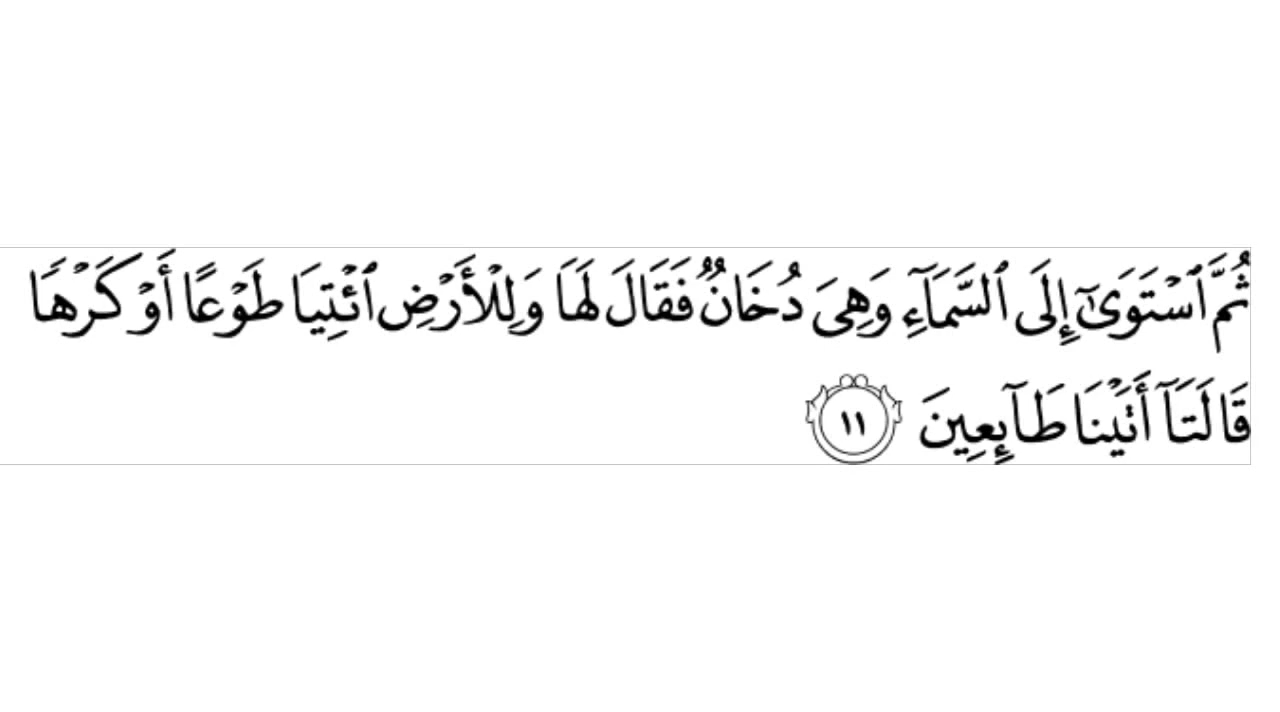 ثُمَّ ٱسْتَوَىٰٓ إِلَى ٱلسَّمَآءِ وَهِىَ دُخَانٌ فَقَالَ لَهَا وَلِلْأَرْضِ ٱئْتِيَا طَوْعًا أَوْ كَرْهًا
قَالَتَآ أَتَيْنَا طَآئِعِينَ ١١